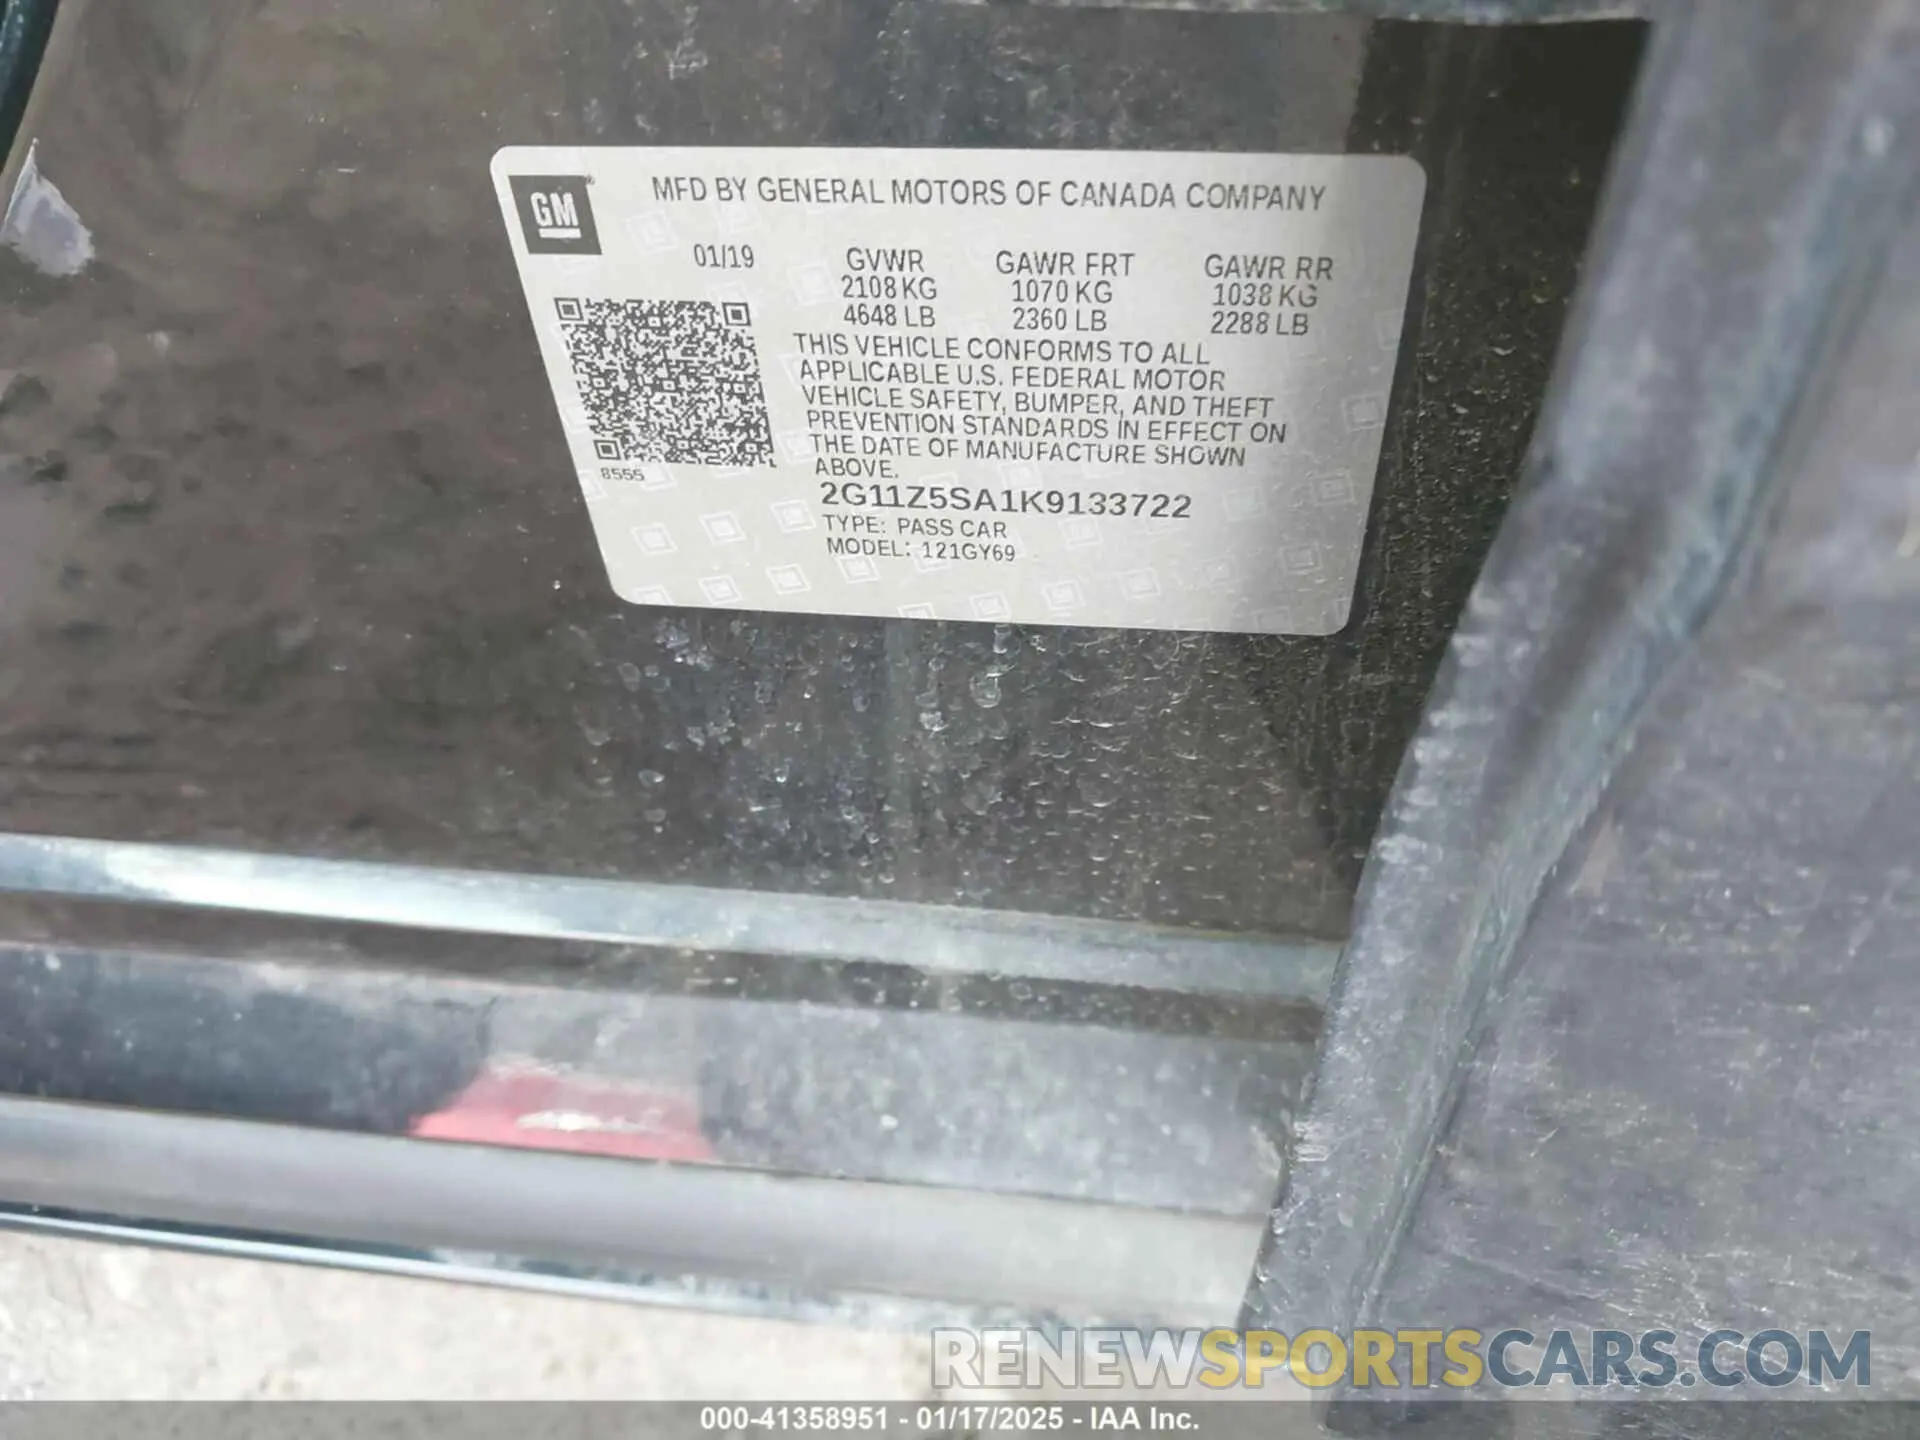 GM®
MFD BY GENERAL MOTORS OF CANADA COMPANY
01/19
GVWR
2108 KG
4648 LB
GAWR FRT
1070 KG
2360 LB
GAWR RR
1038 KG
2288 LB
THIS VEHICLE CONFORMS TO ALL
APPLICABLE U.S. FEDERAL MOTOR
VEHICLE SAFETY, BUMPER, AND THEFT
PREVENTION STANDARDS IN EFFECT ON
THE DATE OF MANUFACTURE SHOWN
ABOVE.
8555
2G11Z5SA1K9133722
TYPE: PASS CAR
MODEL: 121GY69
RENEWSPORTSCARS.COM
000-41358951 - 01/17/2025 - IAA Inc.